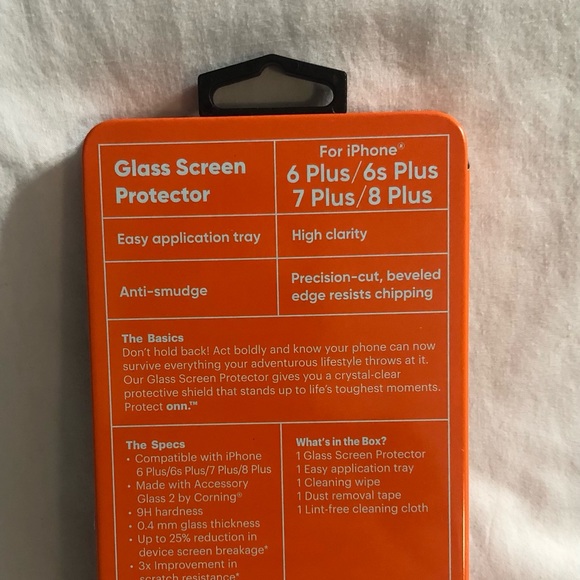 Glass Screen
Protector
For iPhone®
6 Plus/6s Plus
7 Plus/8 Plus
Easy application tray
High clarity
Anti-smudge
Precision-cut, beveled
edge resists chipping
The Basics
Don't hold back! Act boldly and know your phone can now
survive everything your adventurous lifestyle throws at it.
Our Glass Screen Protector gives you a crystal-clear
protective shield that stands up to life's toughest moments.
Protect onn.™
The Specs
• Compatible with iPhone
6 Plus/6s Plus/7 Plus/8 Plus
• Made with Accessory
Glass 2 by Corning®
• 9H hardness
• 0.4 mm glass thickness
• Up to 25% reduction in
device screen breakage*
• 3x Improvement in
scratch resistance*
What's in the Box?
1 Glass Screen Protector
1 Easy application tray
1 Cleaning wipe
1 Dust removal tape
1 Lint-free cleaning cloth